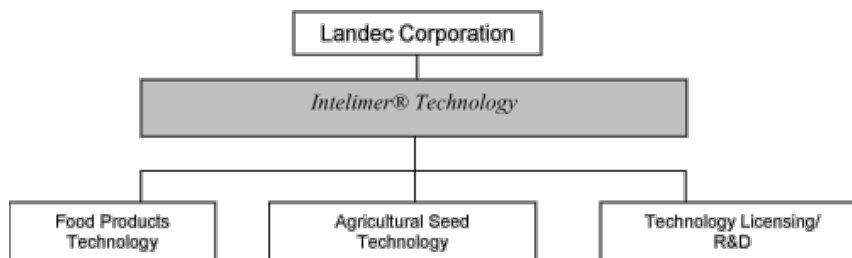 Landec Corporation
Intelimer® Technology
Food Products
Technology
Agricultural Seed
Technology
Technology Licensing/
R&D